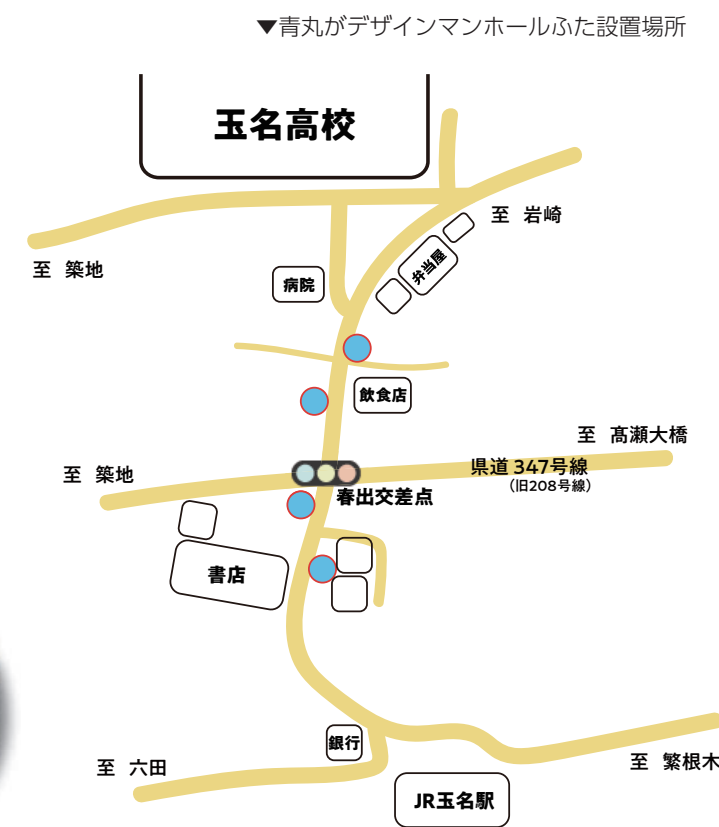 ▼青丸がデザインマンホールふた設置場所
玉名高校
至 岩崎
至 築地
病院
弁当屋
飲食店
至 髙瀬大橋
至 築地
県道 347号線
(旧208号線)
春出交差点
書店
銀行
至 六田
至 繁根木
JR玉名駅